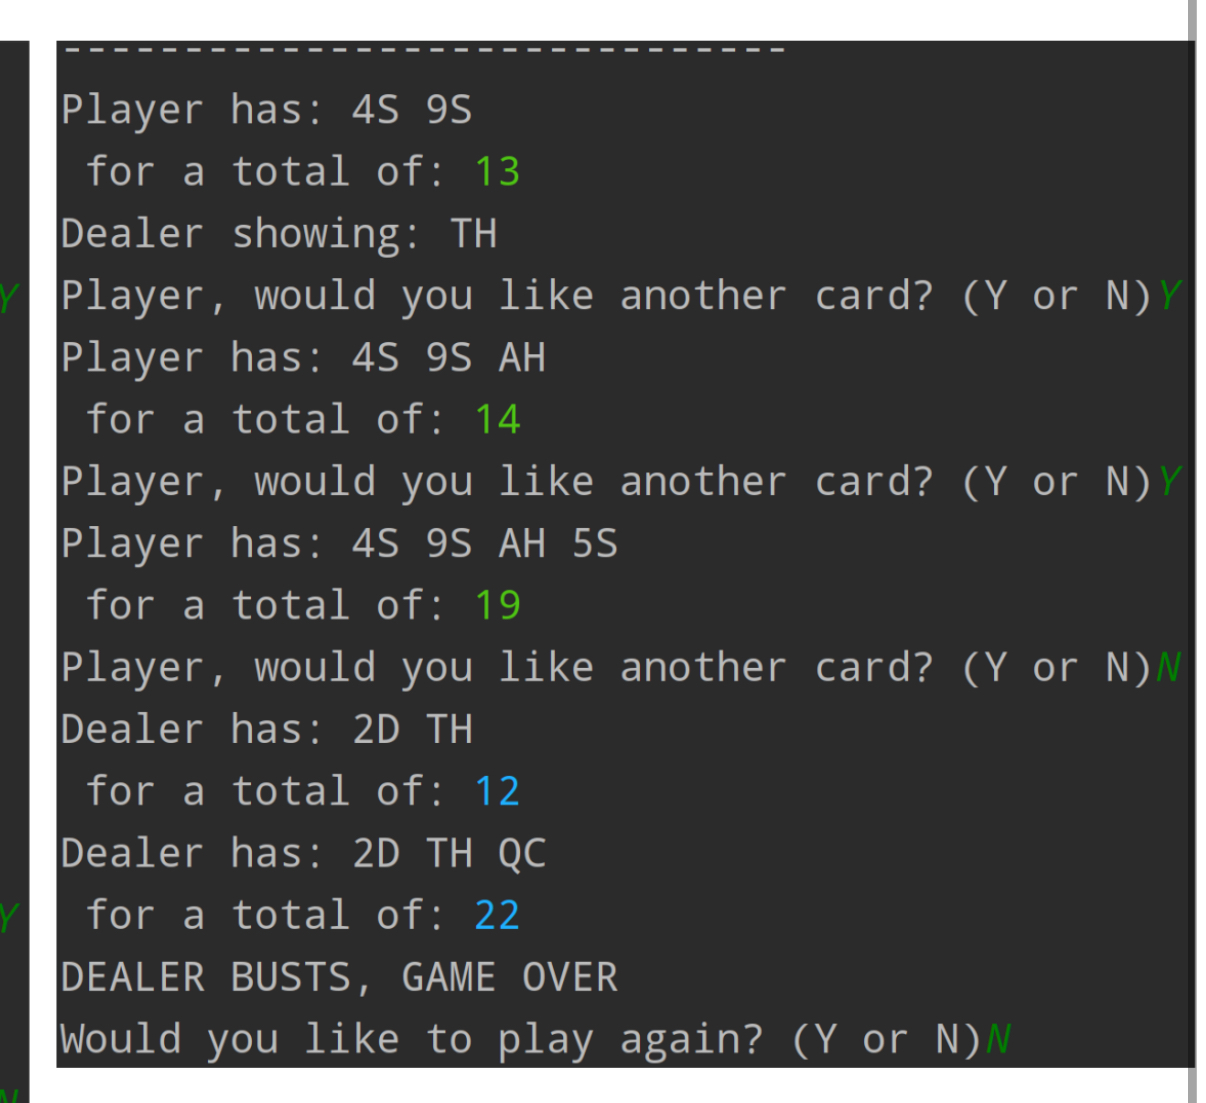 ------------------------------
Player has: 4S 9S
for a total of: 13
Dealer showing: TH
Player, would you like another card? (Y or N)Y
Player has: 4S 9S AH
for a total of: 14
Player, would you like another card? (Y or N)Y
Player has: 4S 9S AH 5S
for a total of: 19
Player, would you like another card? (Y or N)N
Dealer has: 2D TH
for a total of: 12
Dealer has: 2D TH QC
for a total of: 22
DEALER BUSTS, GAME OVER
Would you like to play again? (Y or N)N
Y
Y
N